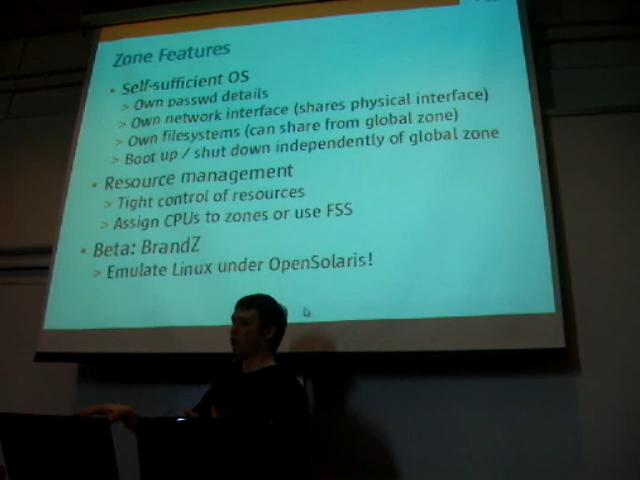 Zone Features
• Self-sufficient OS
> Own passwd details
> Own network interface (shares physical interface)
> Own filesystems (can share from global zone)
> Boot up / shut down independently of global zone
• Resource management
> Tight control of resources
> Assign CPUs to zones or use FSS
• Beta: BrandZ
> Emulate Linux under OpenSolaris!